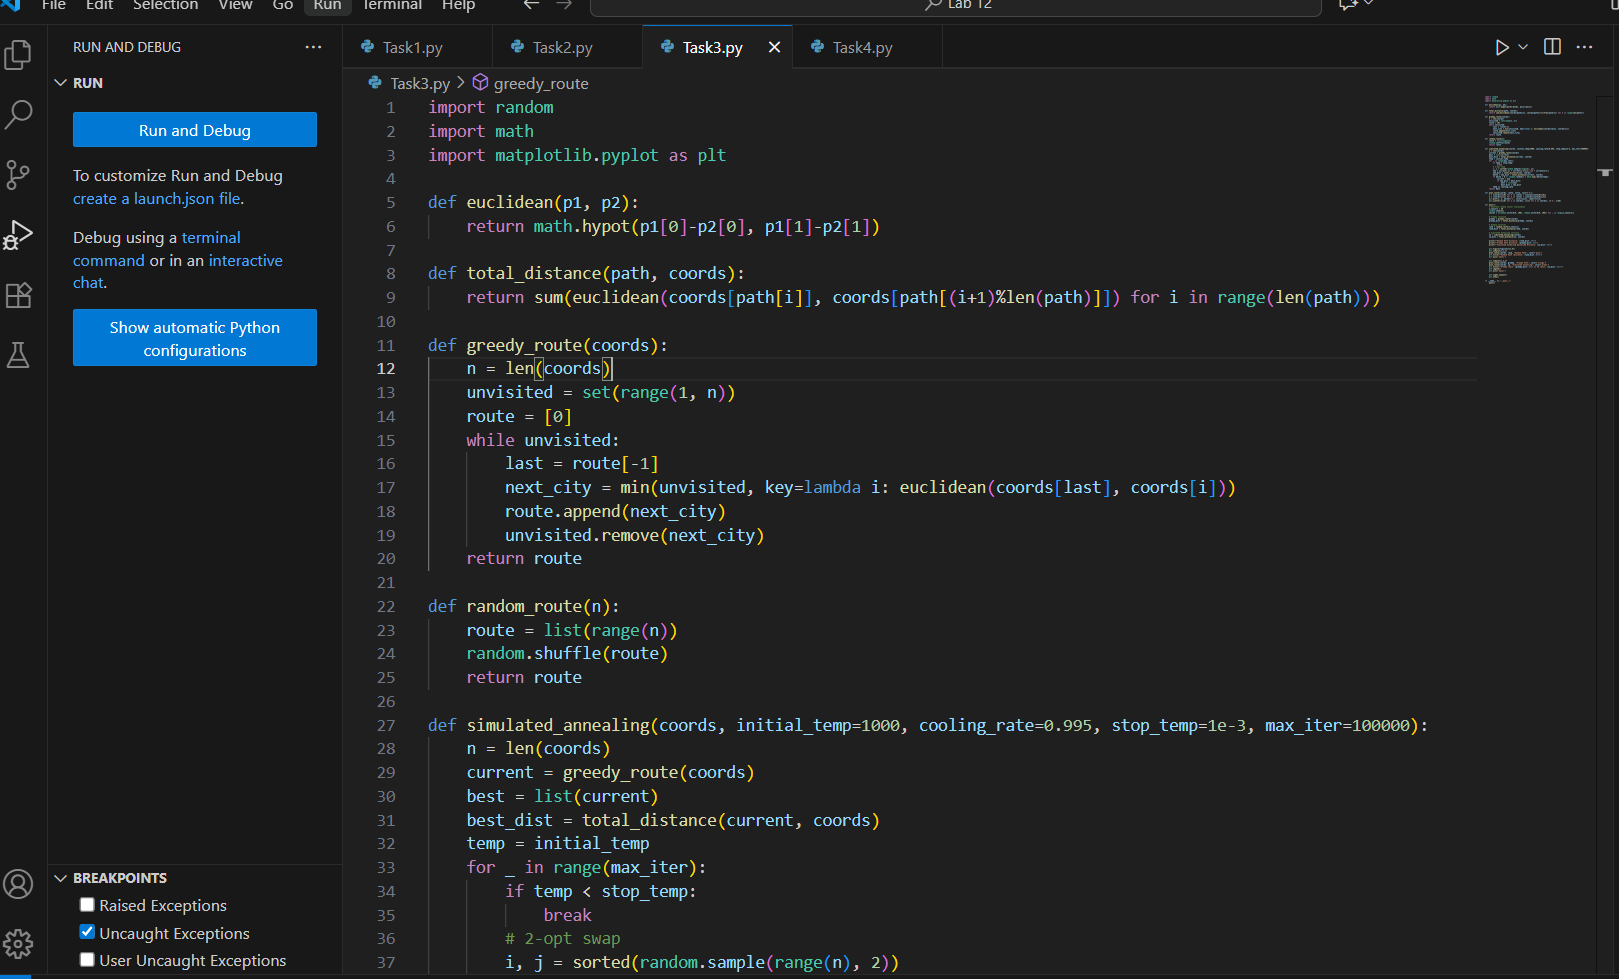 File Edit Selection View Go Run Terminal Help Lab 12
RUN AND DEBUG
RUN
Run and Debug
To customize Run and Debug
create a launch.json file.
Debug using a terminal
command or in an interactive
chat.
Show automatic Python
configurations
BREAKPOINTS
Raised Exceptions
Uncaught Exceptions
User Uncaught Exceptions
Task1.py Task2.py Task3.py Task4.py
Task3.py > greedy_route
1 import random
2 import math
3 import matplotlib.pyplot as plt
4
5 def euclidean(p1, p2):
6     return math.hypot(p1[0]-p2[0], p1[1]-p2[1])
7
8 def total_distance(path, coords):
9     return sum(euclidean(coords[path[i]], coords[path[(i+1)%len(path)]]) for i in range(len(path)))
10
11 def greedy_route(coords):
12     n = len(coords)
13     unvisited = set(range(1, n))
14     route = [0]
15     while unvisited:
16         last = route[-1]
17         next_city = min(unvisited, key=lambda i: euclidean(coords[last], coords[i]))
18         route.append(next_city)
19         unvisited.remove(next_city)
20     return route
21
22 def random_route(n):
23     route = list(range(n))
24     random.shuffle(route)
25     return route
26
27 def simulated_annealing(coords, initial_temp=1000, cooling_rate=0.995, stop_temp=1e-3, max_iter=100000):
28     n = len(coords)
29     current = greedy_route(coords)
30     best = list(current)
31     best_dist = total_distance(current, coords)
32     temp = initial_temp
33     for _ in range(max_iter):
34         if temp < stop_temp:
35             break
36         # 2-opt swap
37         i, j = sorted(random.sample(range(n), 2))